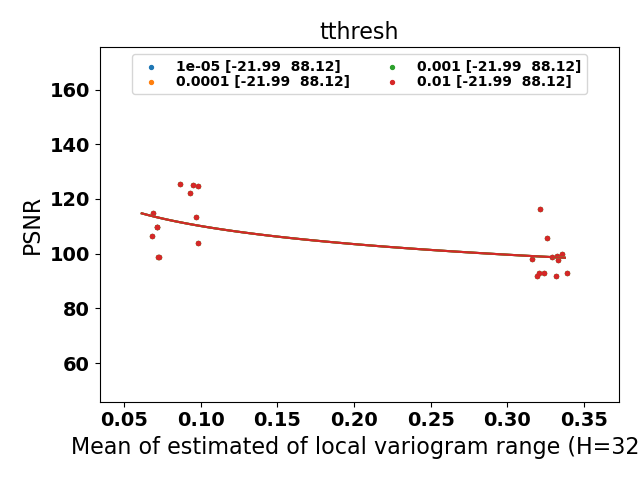 tthresh
1e-05 [-21.99  88.12]
0.0001 [-21.99  88.12]
0.001 [-21.99  88.12]
0.01 [-21.99  88.12]
PSNR
160
140
120
100
80
60
0.05 0.10 0.15 0.20 0.25 0.30 0.35
Mean of estimated of local variogram range (H=32